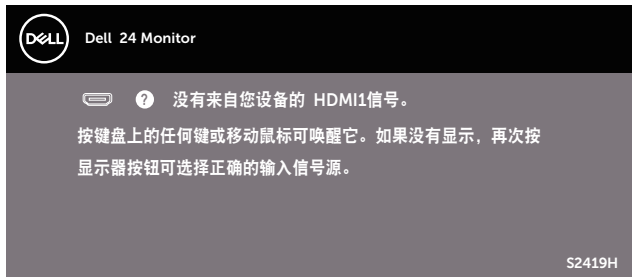 DELL
Dell 24 Monitor
? 没有来自您设备的 HDMI1信号。
按键盘上的任何键或移动鼠标可唤醒它。如果没有显示，再次按
显示器按钮可选择正确的输入信号源。
S2419H